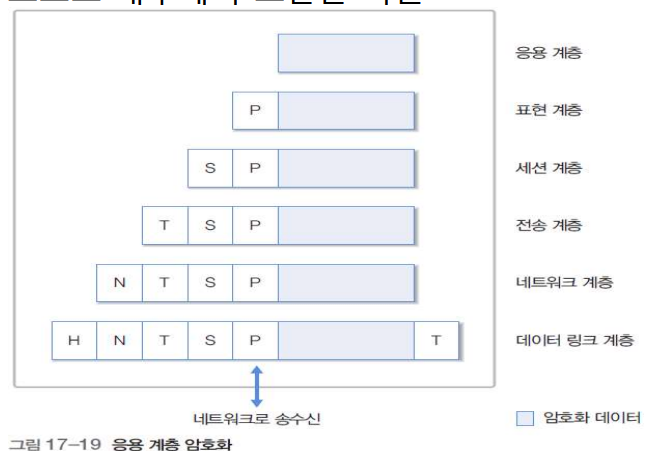 응용 계층
P 표현 계층
S P 세션 계층
T S P 전송 계층
N T S P 네트워크 계층
H N T S P T 데이터 링크 계층
네트워크로 송수신
암호화 데이터
그림 17-19 응용 계층 암호화